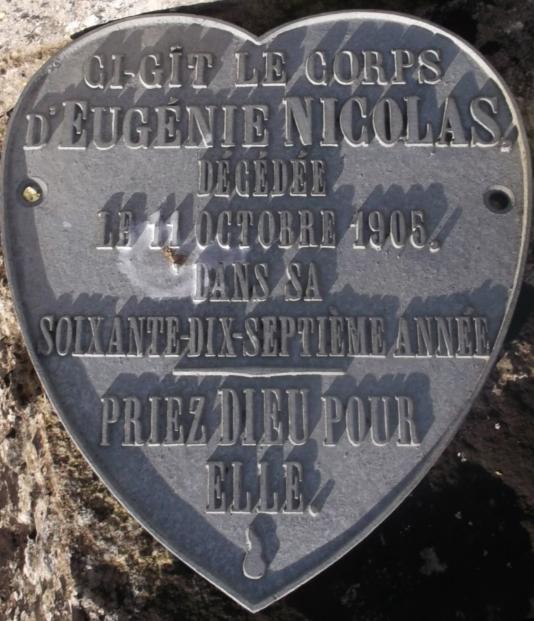 CI-GÎT LE CORPS
D'EUGÉNIE NICOLAS,
DÉCÉDÉE
LE 11 OCTOBRE 1905,
DANS SA
SOIXANTE-DIX-SEPTIÈME ANNÉE
PRIEZ DIEU POUR
ELLE.